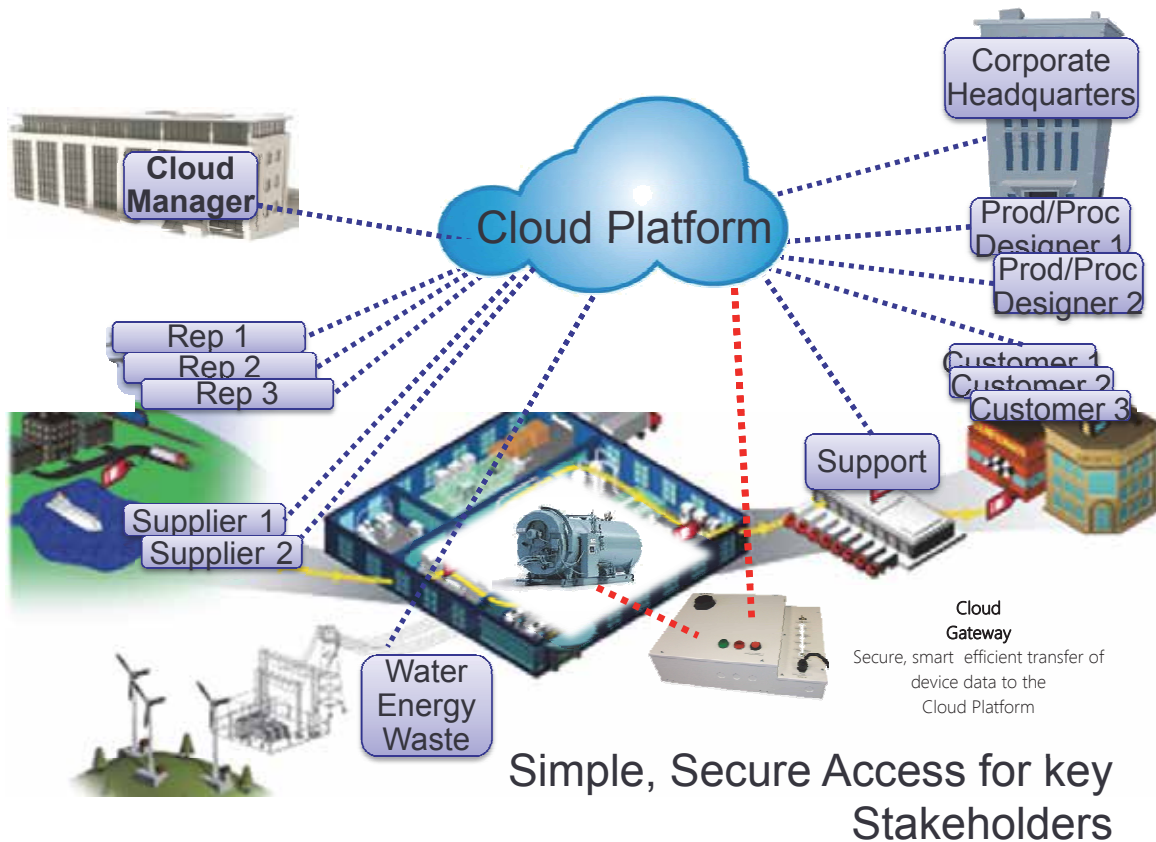 Corporate
Headquarters
Cloud
Manager
Cloud Platform
Prod/Proc
Designer 1
Prod/Proc
Designer 2
Rep 1
Rep 2
Rep 3
Customer 1
Customer 2
Customer 3
Support
Supplier 1
Supplier 2
Cloud
Gateway
Secure, smart efficient transfer of
device data to the
Cloud Platform
Water
Energy
Waste
Simple, Secure Access for key
Stakeholders